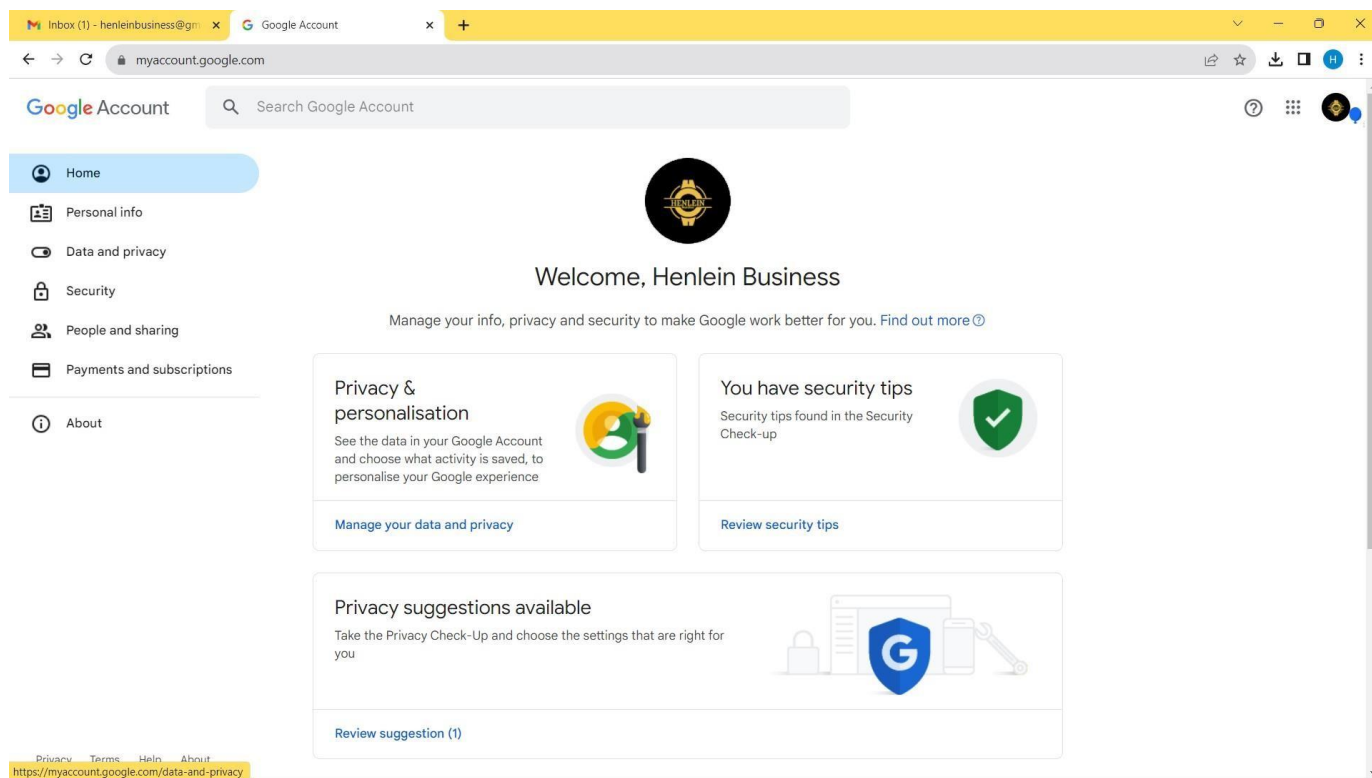 Inbox (1) - henleinbusiness@gm
Google Account
myaccount.google.com
H
Google Account
Search Google Account
Home
Personal info
Data and privacy
Security
People and sharing
Payments and subscriptions
About
HENLEIN
Welcome, Henlein Business
Manage your info, privacy and security to make Google work better for you. Find out more
Privacy &
personalisation
See the data in your Google Account
and choose what activity is saved, to
personalise your Google experience
Manage your data and privacy
You have security tips
Security tips found in the Security
Check-up
Review security tips
Privacy suggestions available
Take the Privacy Check-Up and choose the settings that are right for
you
G
Review suggestion (1)
Privacy Terms Help About
https://myaccount.google.com/data-and-privacy